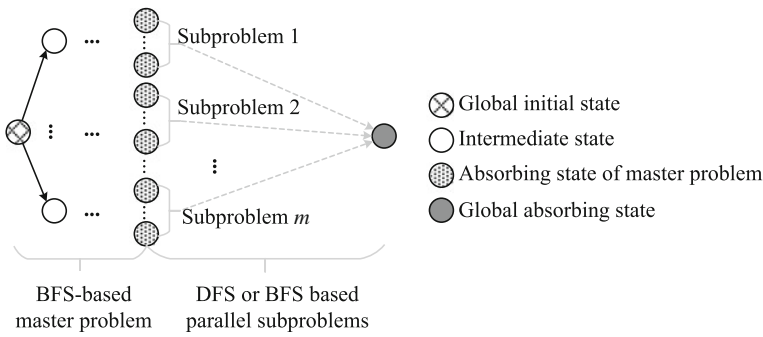 Subproblem 1
Subproblem 2
Subproblem m
Global initial state
Intermediate state
Absorbing state of master problem
Global absorbing state
BFS-based
master problem
DFS or BFS based
parallel subproblems